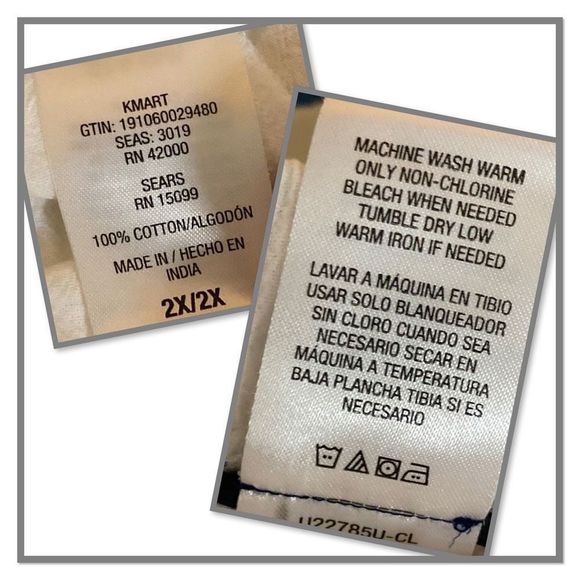 KMART
GTIN: 191060029480
SEAS: 3019
RN 42000
SEARS
RN 15099
100% COTTON/ALGODÓN
MADE IN / HECHO EN
INDIA
2X/2X
MACHINE WASH WARM
ONLY NON-CHLORINE
BLEACH WHEN NEEDED
TUMBLE DRY LOW
WARM IRON IF NEEDED
LAVAR A MÁQUINA EN TIBIO
USAR SOLO BLANQUEADOR
SIN CLORO CUANDO SEA
NECESARIO SECAR EN
MÁQUINA A TEMPERATURA
BAJA PLANCHA TIBIA SI ES
NECESARIO
U22785U-CL